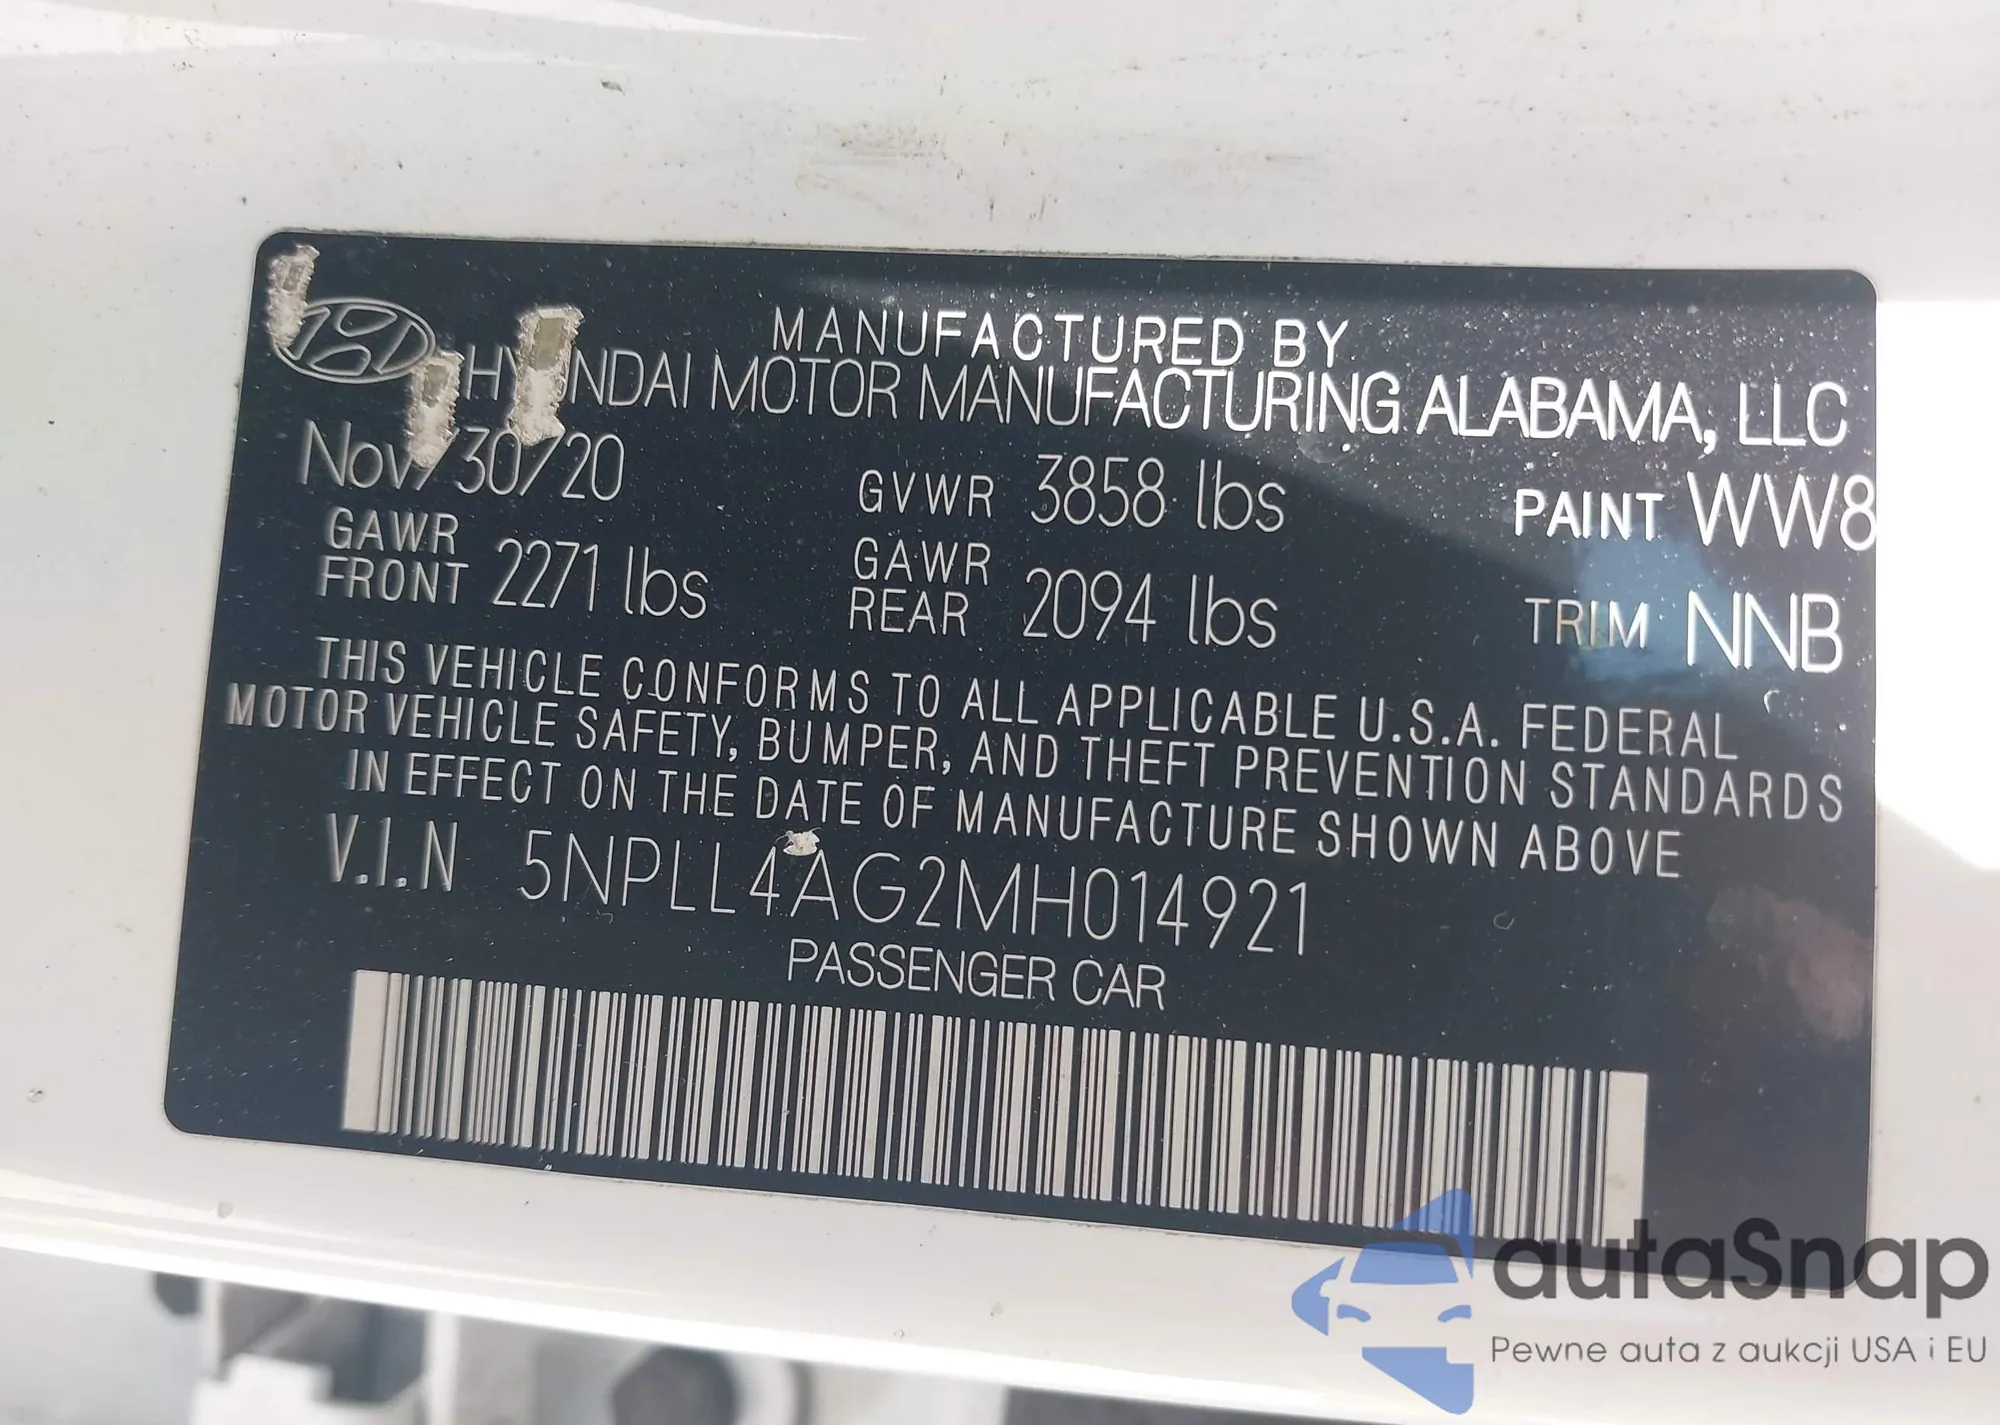 MANUFACTURED BY
HYUNDAI MOTOR MANUFACTURING ALABAMA, LLC
Nov/30/20 GVWR 3858 lbs PAINT WW8
GAWR FRONT 2271 lbs GAWR REAR 2094 lbs TRIM NNB
THIS VEHICLE CONFORMS TO ALL APPLICABLE U.S.A. FEDERAL
MOTOR VEHICLE SAFETY, BUMPER, AND THEFT PREVENTION STANDARDS
IN EFFECT ON THE DATE OF MANUFACTURE SHOWN ABOVE
V.I.N 5NPLL4AG2MH014921
PASSENGER CAR
autaSnap
Pewne auta z aukcji USA i EU